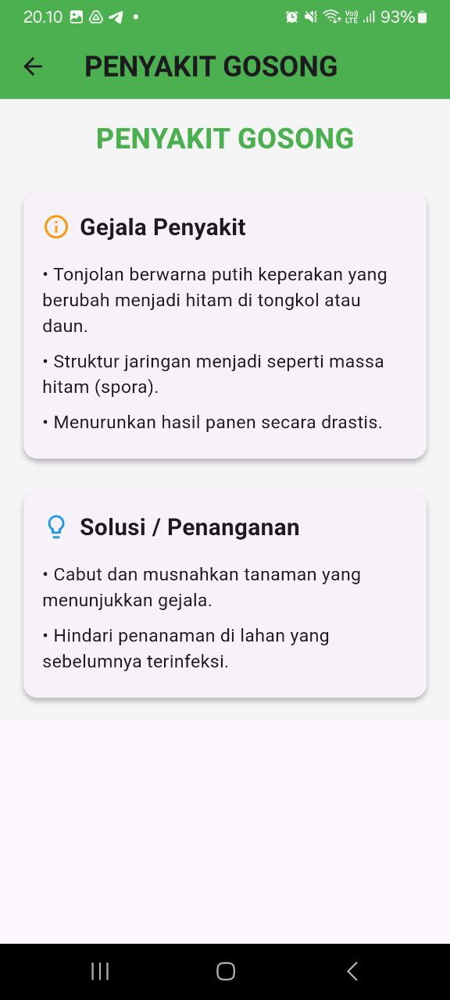 20.10
Vo))
LTE
93%
PENYAKIT GOSONG
PENYAKIT GOSONG
Gejala Penyakit
• Tonjolan berwarna putih keperakan yang
berubah menjadi hitam di tongkol atau
daun.
• Struktur jaringan menjadi seperti massa
hitam (spora).
• Menurunkan hasil panen secara drastis.
Solusi / Penanganan
• Cabut dan musnahkan tanaman yang
menunjukkan gejala.
• Hindari penanaman di lahan yang
sebelumnya terinfeksi.